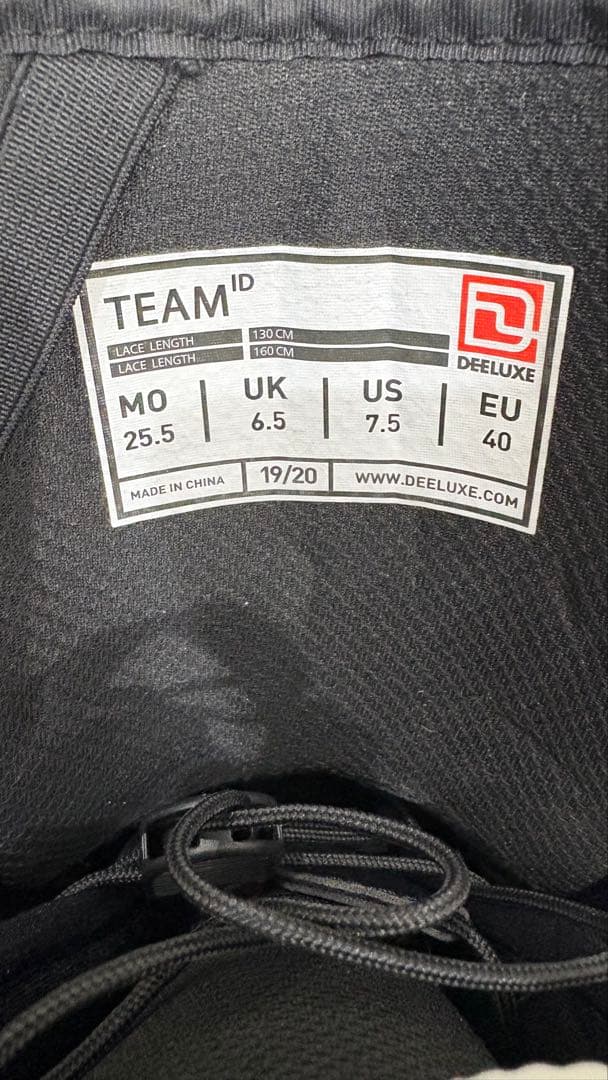 TEAM ID
LACE LENGTH 130 CM
LACE LENGTH 160 CM
DEELUXE
MO UK US EU
25.5 6.5 7.5 40
MADE IN CHINA 19/20 WWW.DEELUXE.COM